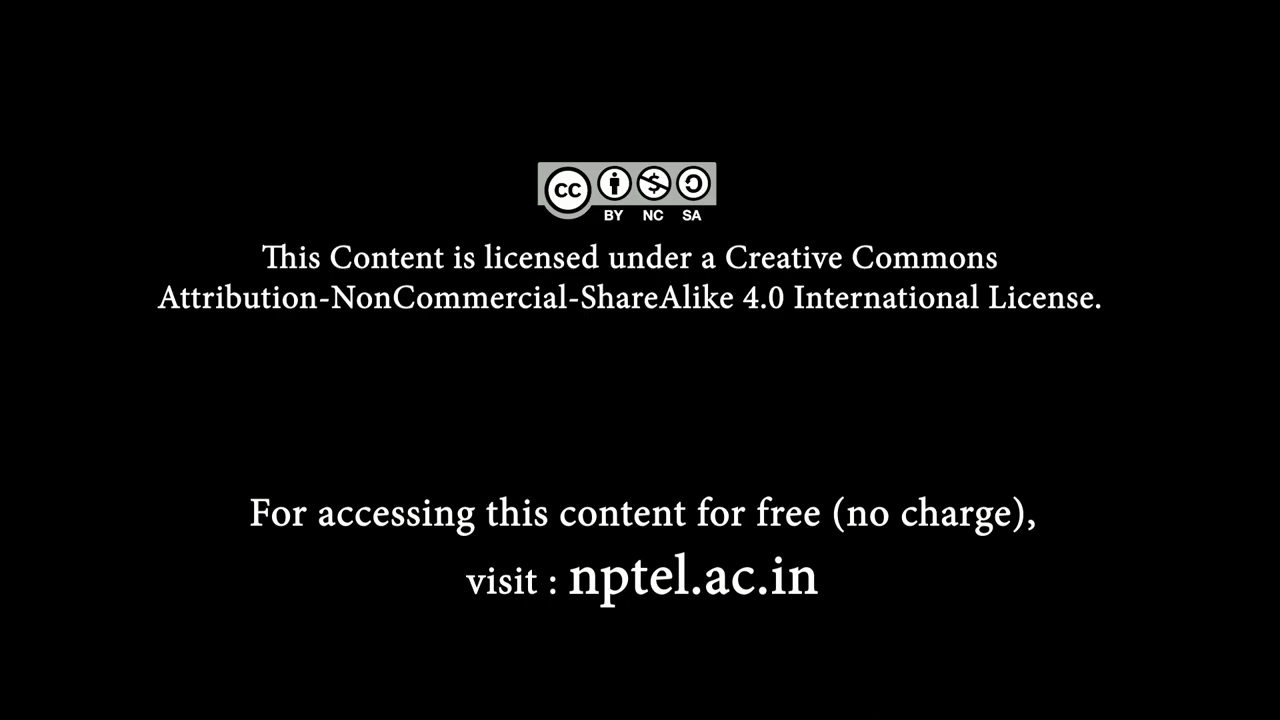 cc
BY NC SA
This Content is licensed under a Creative Commons
Attribution-NonCommercial-ShareAlike 4.0 International License.
For accessing this content for free (no charge),
visit : nptel.ac.in